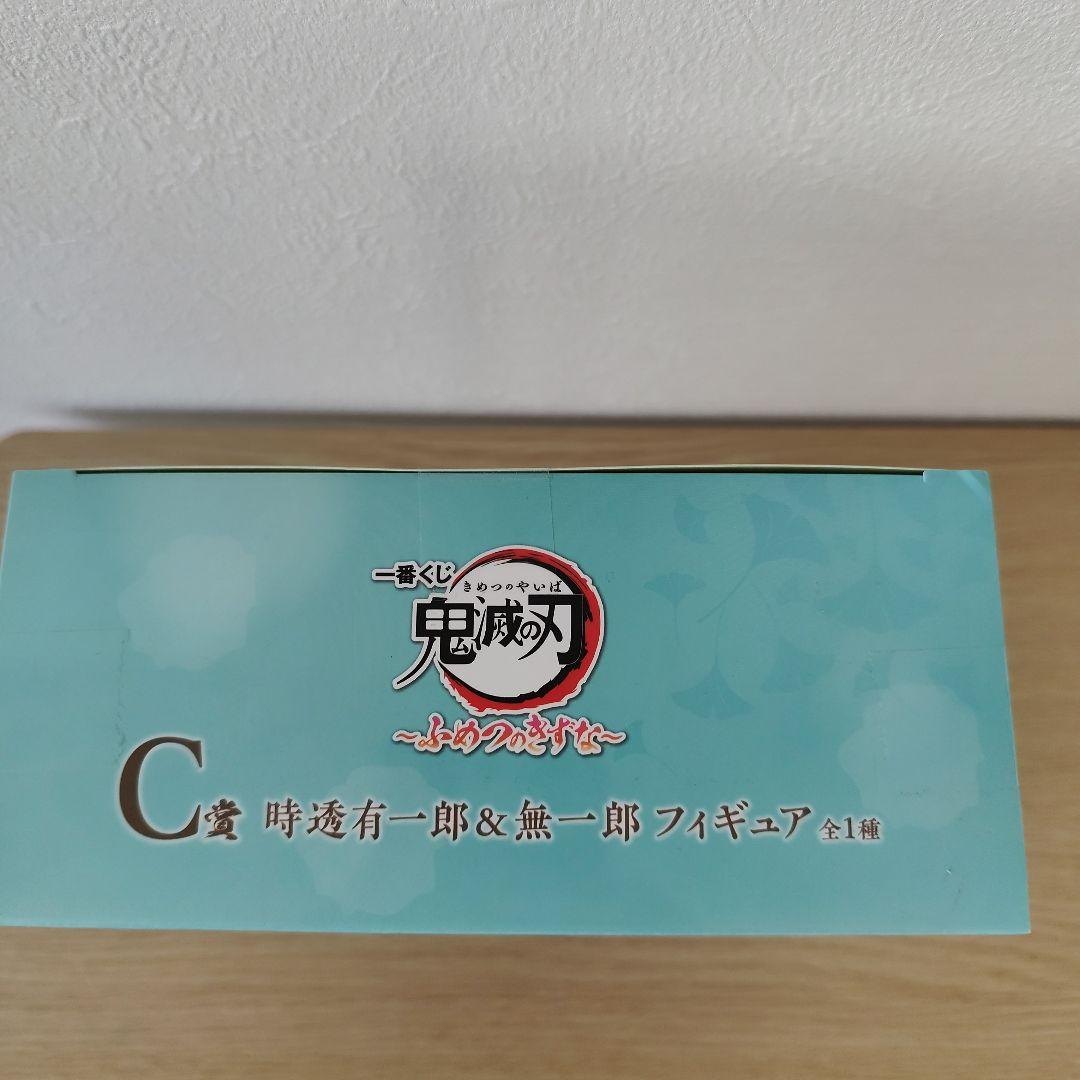 一番くじ
きめつのやいば
鬼滅の刃
～ふめつのきずな～
C賞 時透有一郎&無一郎 フィギュア 全1種